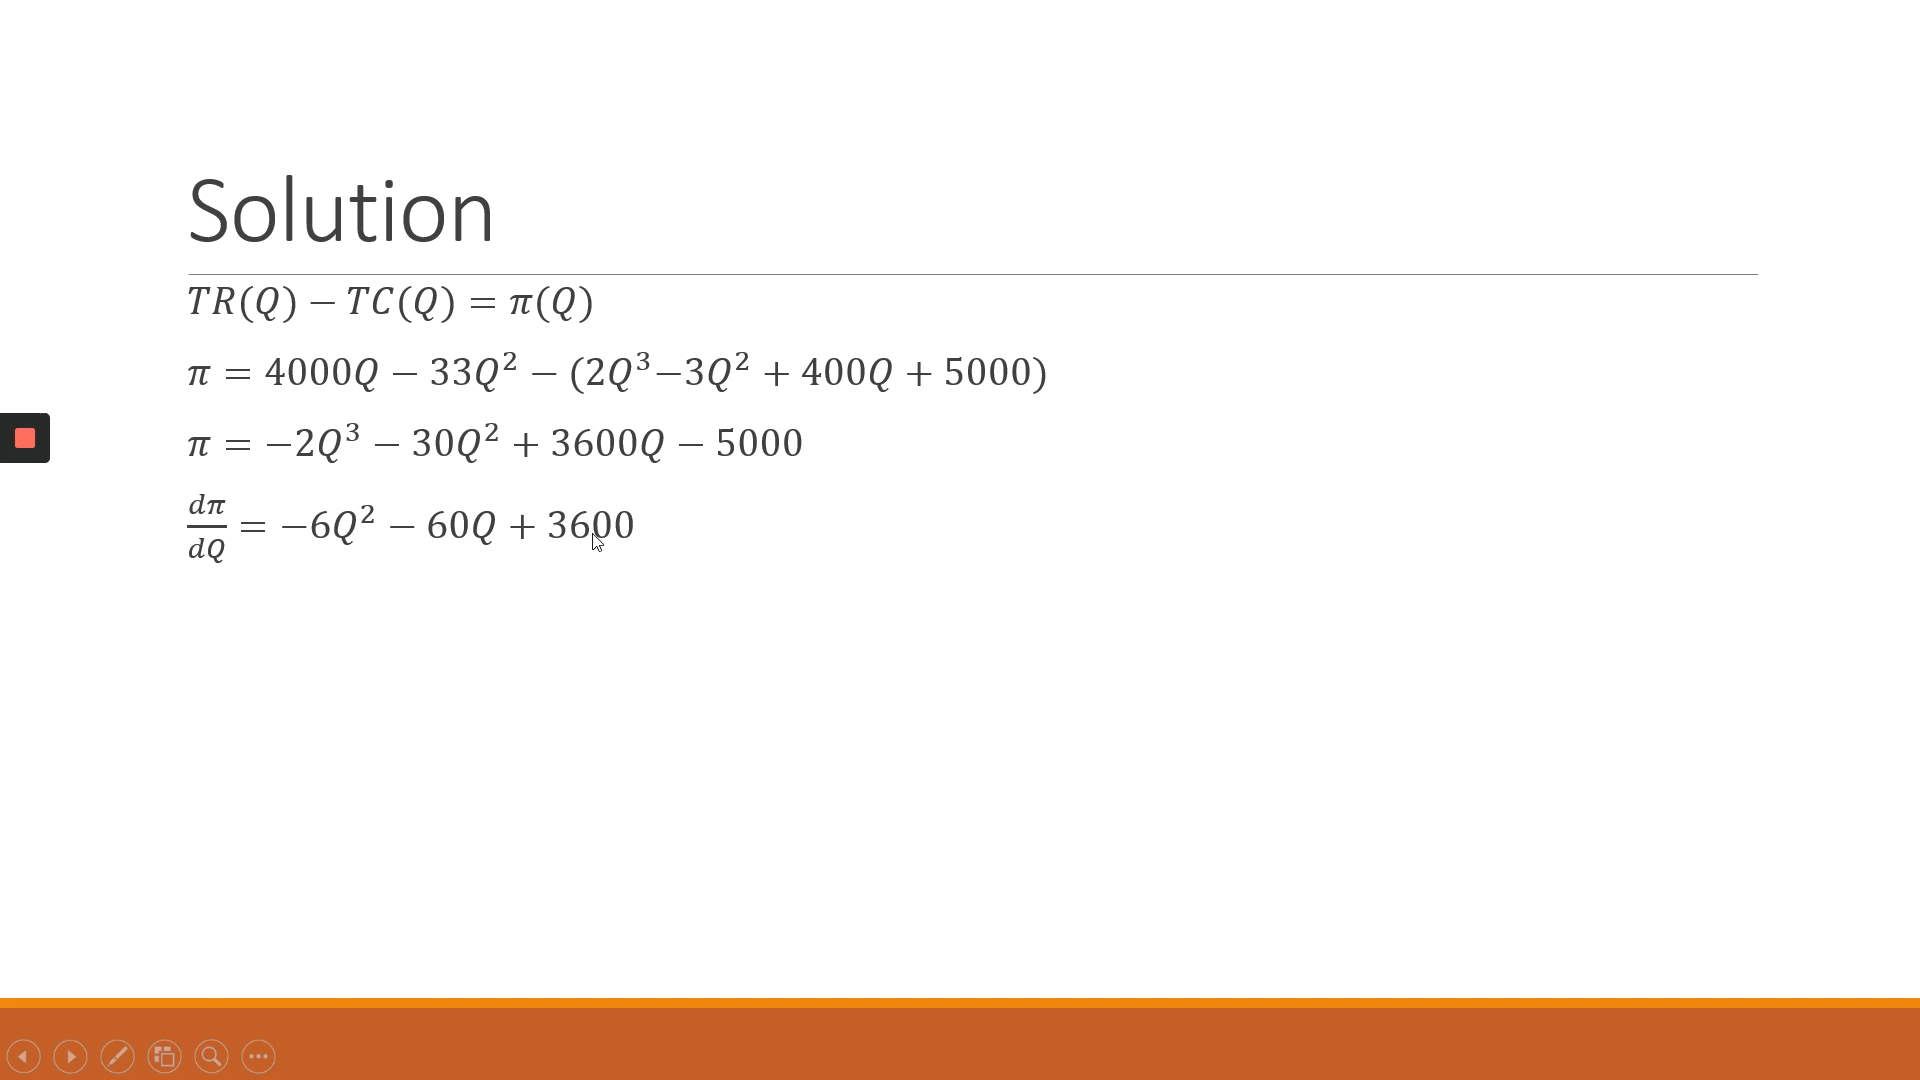 Solution
TR(Q) − TC(Q) = π(Q)
π = 4000Q − 33Q² − (2Q³−3Q² + 400Q + 5000)
π = −2Q³ − 30Q² + 3600Q − 5000
dπ/dQ = −6Q² − 60Q + 3600